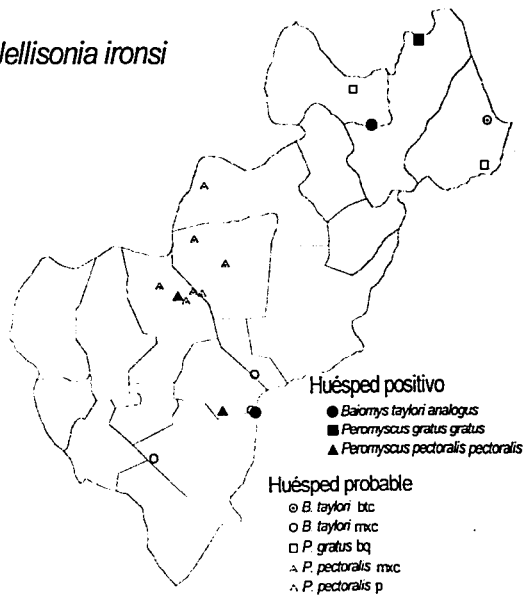 Jellisonia ironsi
Huésped positivo
Baiomys taylori analogus
Peromyscus gratus gratus
Peromyscus pectoralis pectoralis
Huésped probable
B. taylori btc
B. taylori mxc
P. gratus bq
P. pectoralis mxc
P. pectoralis p